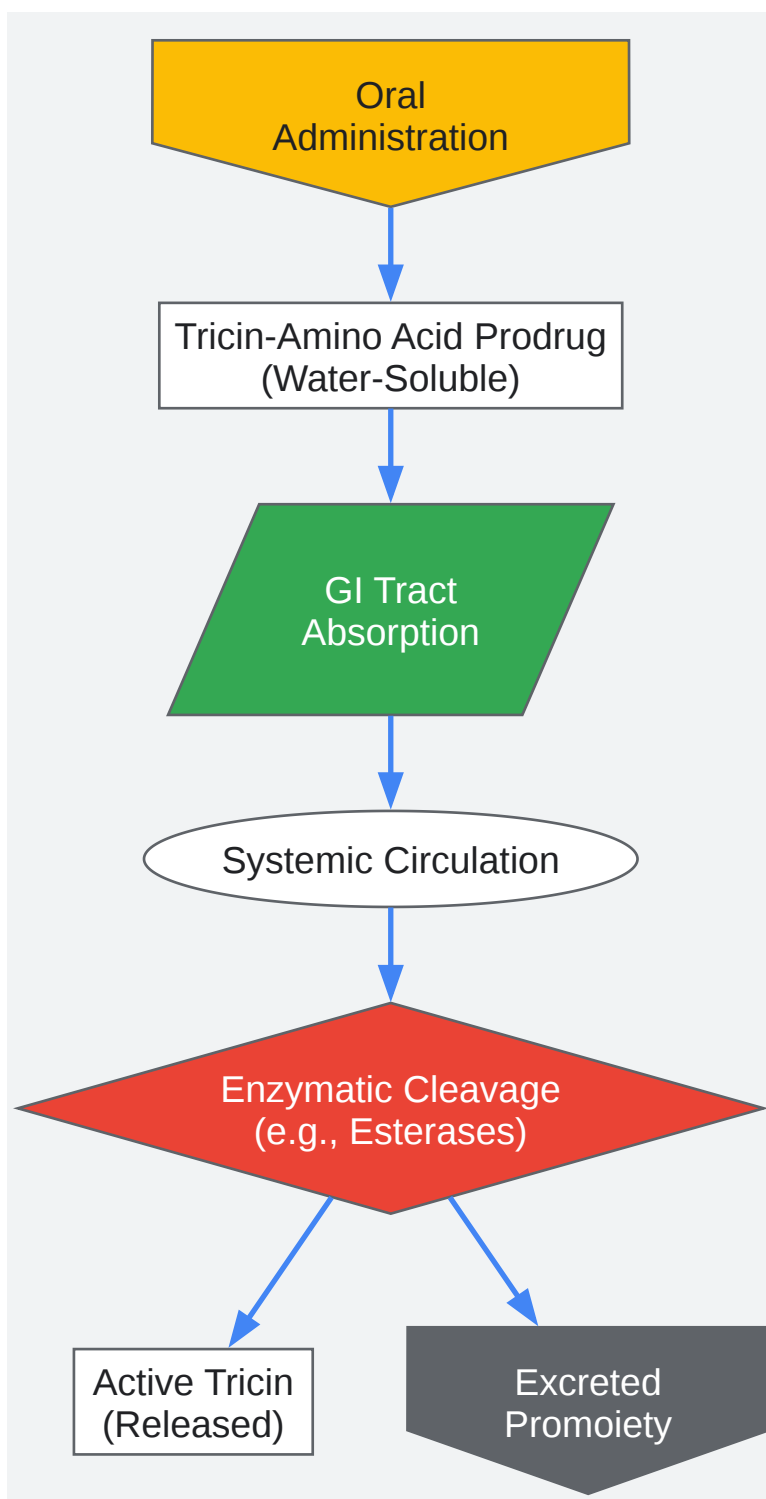 Oral
Administration
Tricin-Amino Acid Prodrug
(Water-Soluble)
GI Tract
Absorption
Systemic Circulation
Enzymatic Cleavage
(e.g., Esterases)
Active Tricin
(Released)
Excreted
Promoiety